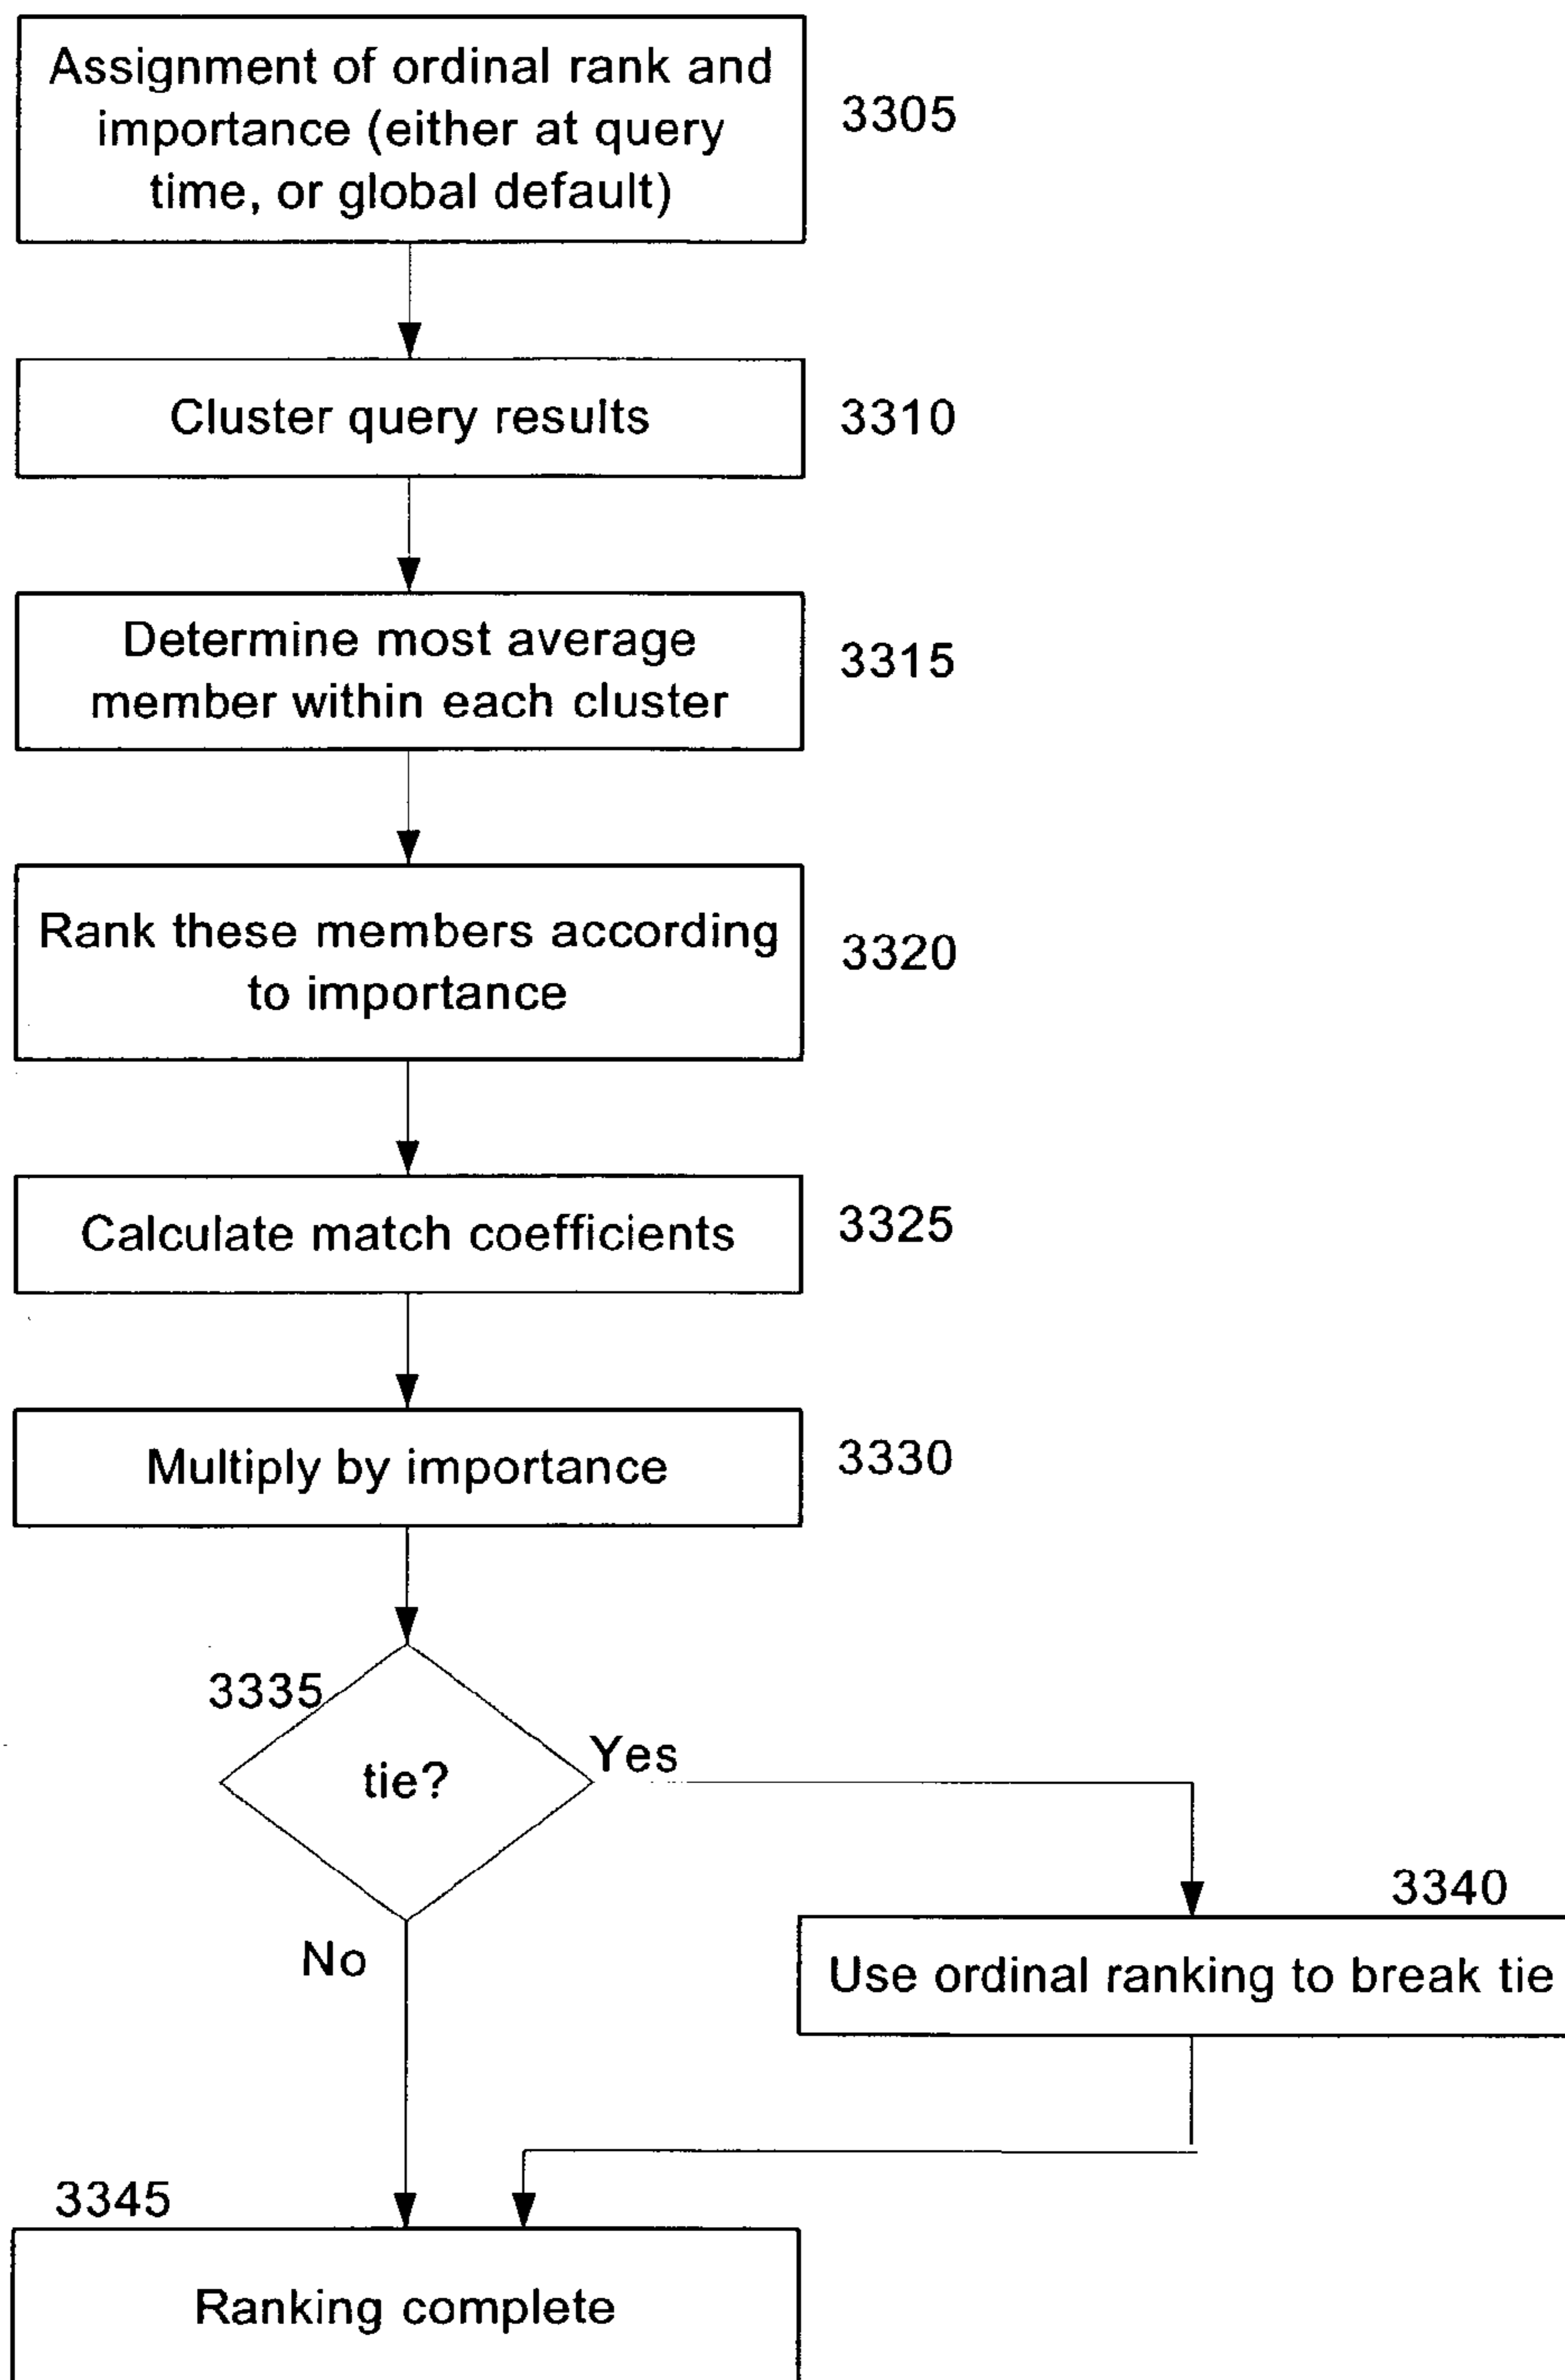 Assignment of ordinal rank and
importance (either at query
time, or global default)
3305
Cluster query results
3310
Determine most average
member within each cluster
3315
Rank these members according
to importance
3320
Calculate match coefficients
3325
Multiply by importance
3330
3335
tie?
Yes
No
3340
Use ordinal ranking to break tie
3345
Ranking complete